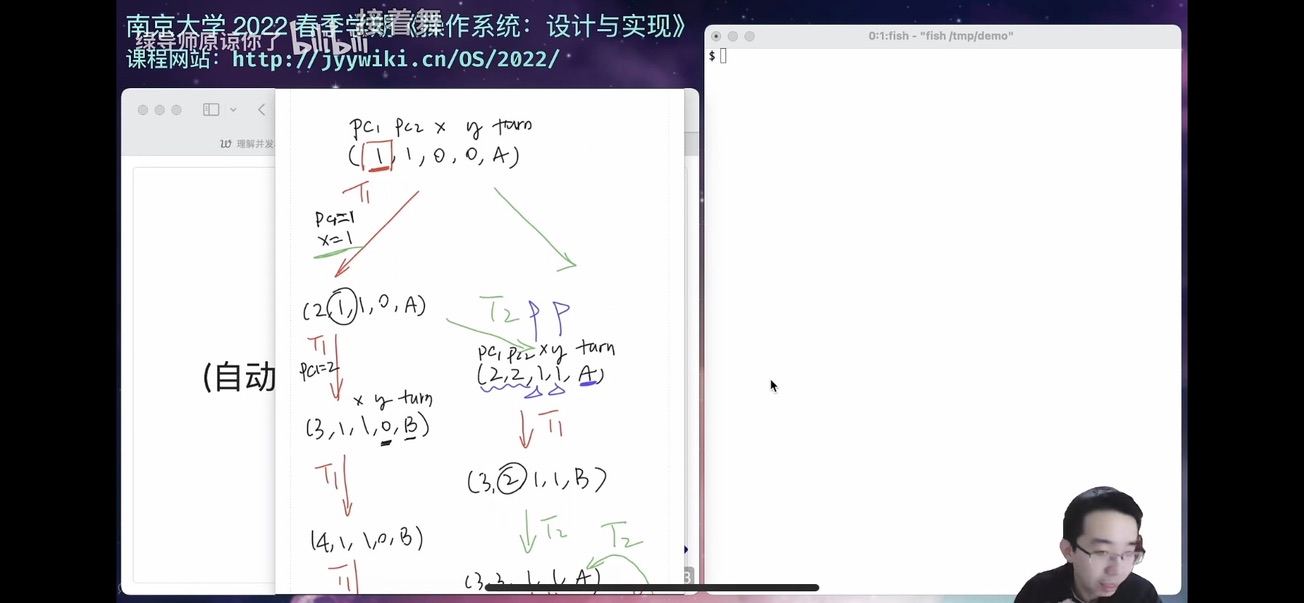 南京大学 2022 春季学期《操作系统：设计与实现》
接着舞
绿导师原谅你了 bilibili
课程网站：http://jyywiki.cn/OS/2022/
0:1:fish - "fish /tmp/demo"
$
理解并发
(自动
pc1 pc2 x y turn
(1, 1, 0, 0, A)
T1
pc1=1
x=1
(2, 1, 1, 0, A)
T1
pc1=2
x y turn
(3, 1, 1, 0, B)
T1
(4, 1, 1, 0, B)
T1
T2 P P
pc1 pc2 x y turn
(2, 2, 1, 1, A)
T1
(3, 2, 1, 1, B)
T2 T2
(3, 3, 1, 1, A)
3